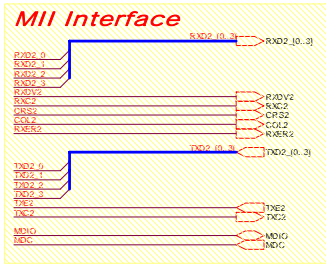 MII Interface
RXD2_{0..3} RXD2_{0..3}
RXD2_0
RXD2_1
RXD2_2
RXD2_3
RXDV2 RXDV2
RXC2 RXC2
CRS2 CRS2
COL2 COL2
RXER2 RXER2
TXD2_{0..3} TXD2_{0..3}
TXD2_0
TXD2_1
TXD2_2
TXD2_3
TXE2 TXE2
TXC2 TXC2
MDIO MDIO
MDC MDC